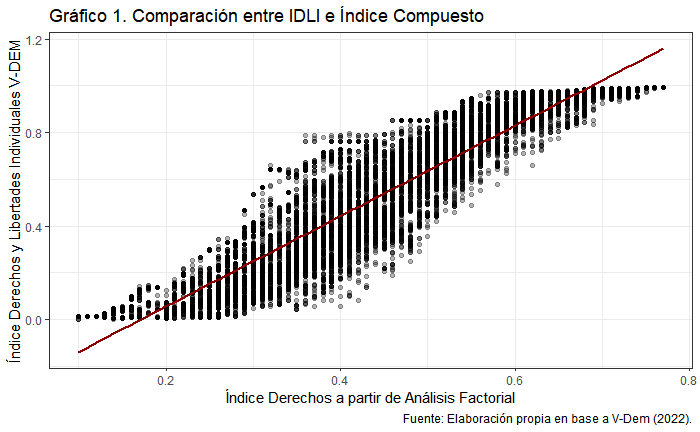 Gráfico 1. Comparación entre IDLI e Índice Compuesto
Índice Derechos y Libertades Individuales V-DEM
1.2
0.8
0.4
0.0
0.2
0.4
0.6
0.8
Índice Derechos a partir de Análisis Factorial
Fuente: Elaboración propia en base a V-Dem (2022).